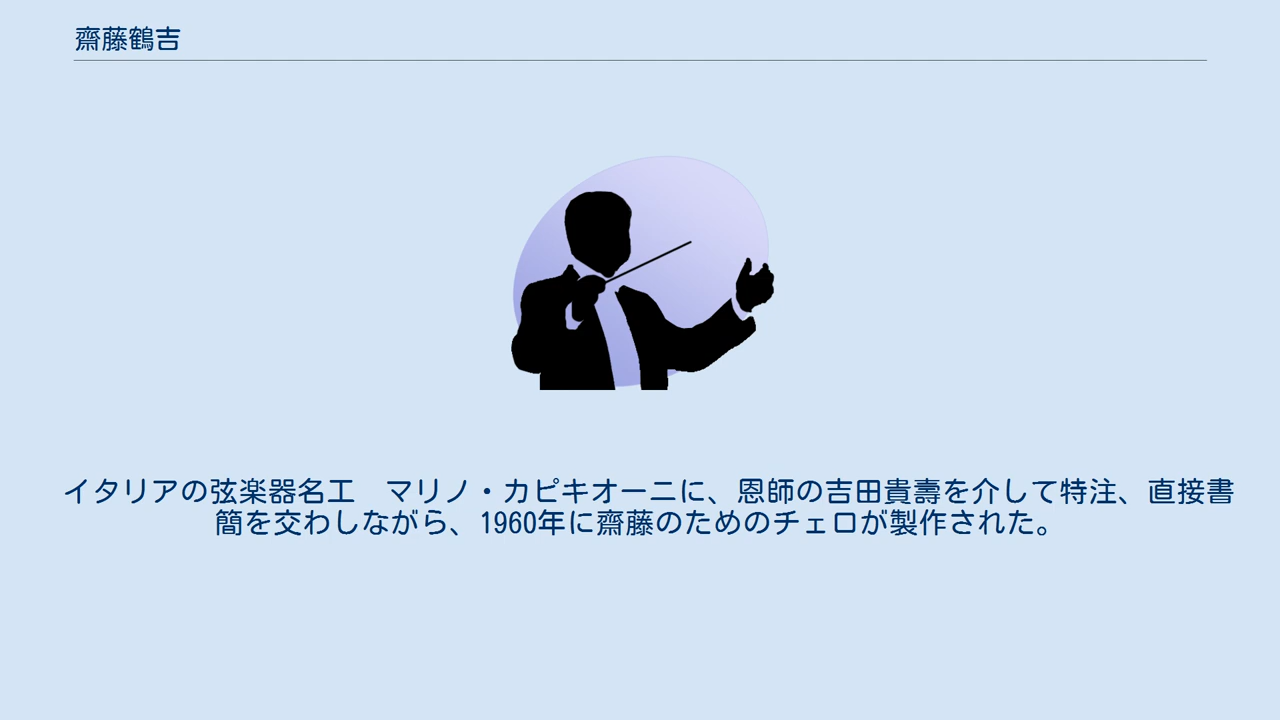 齋藤鶴吉
イタリアの弦楽器名工　マリノ・カピキオーニに、恩師の吉田貴壽を介して特注、直接書
簡を交わしながら、1960年に齋藤のためのチェロが製作された。